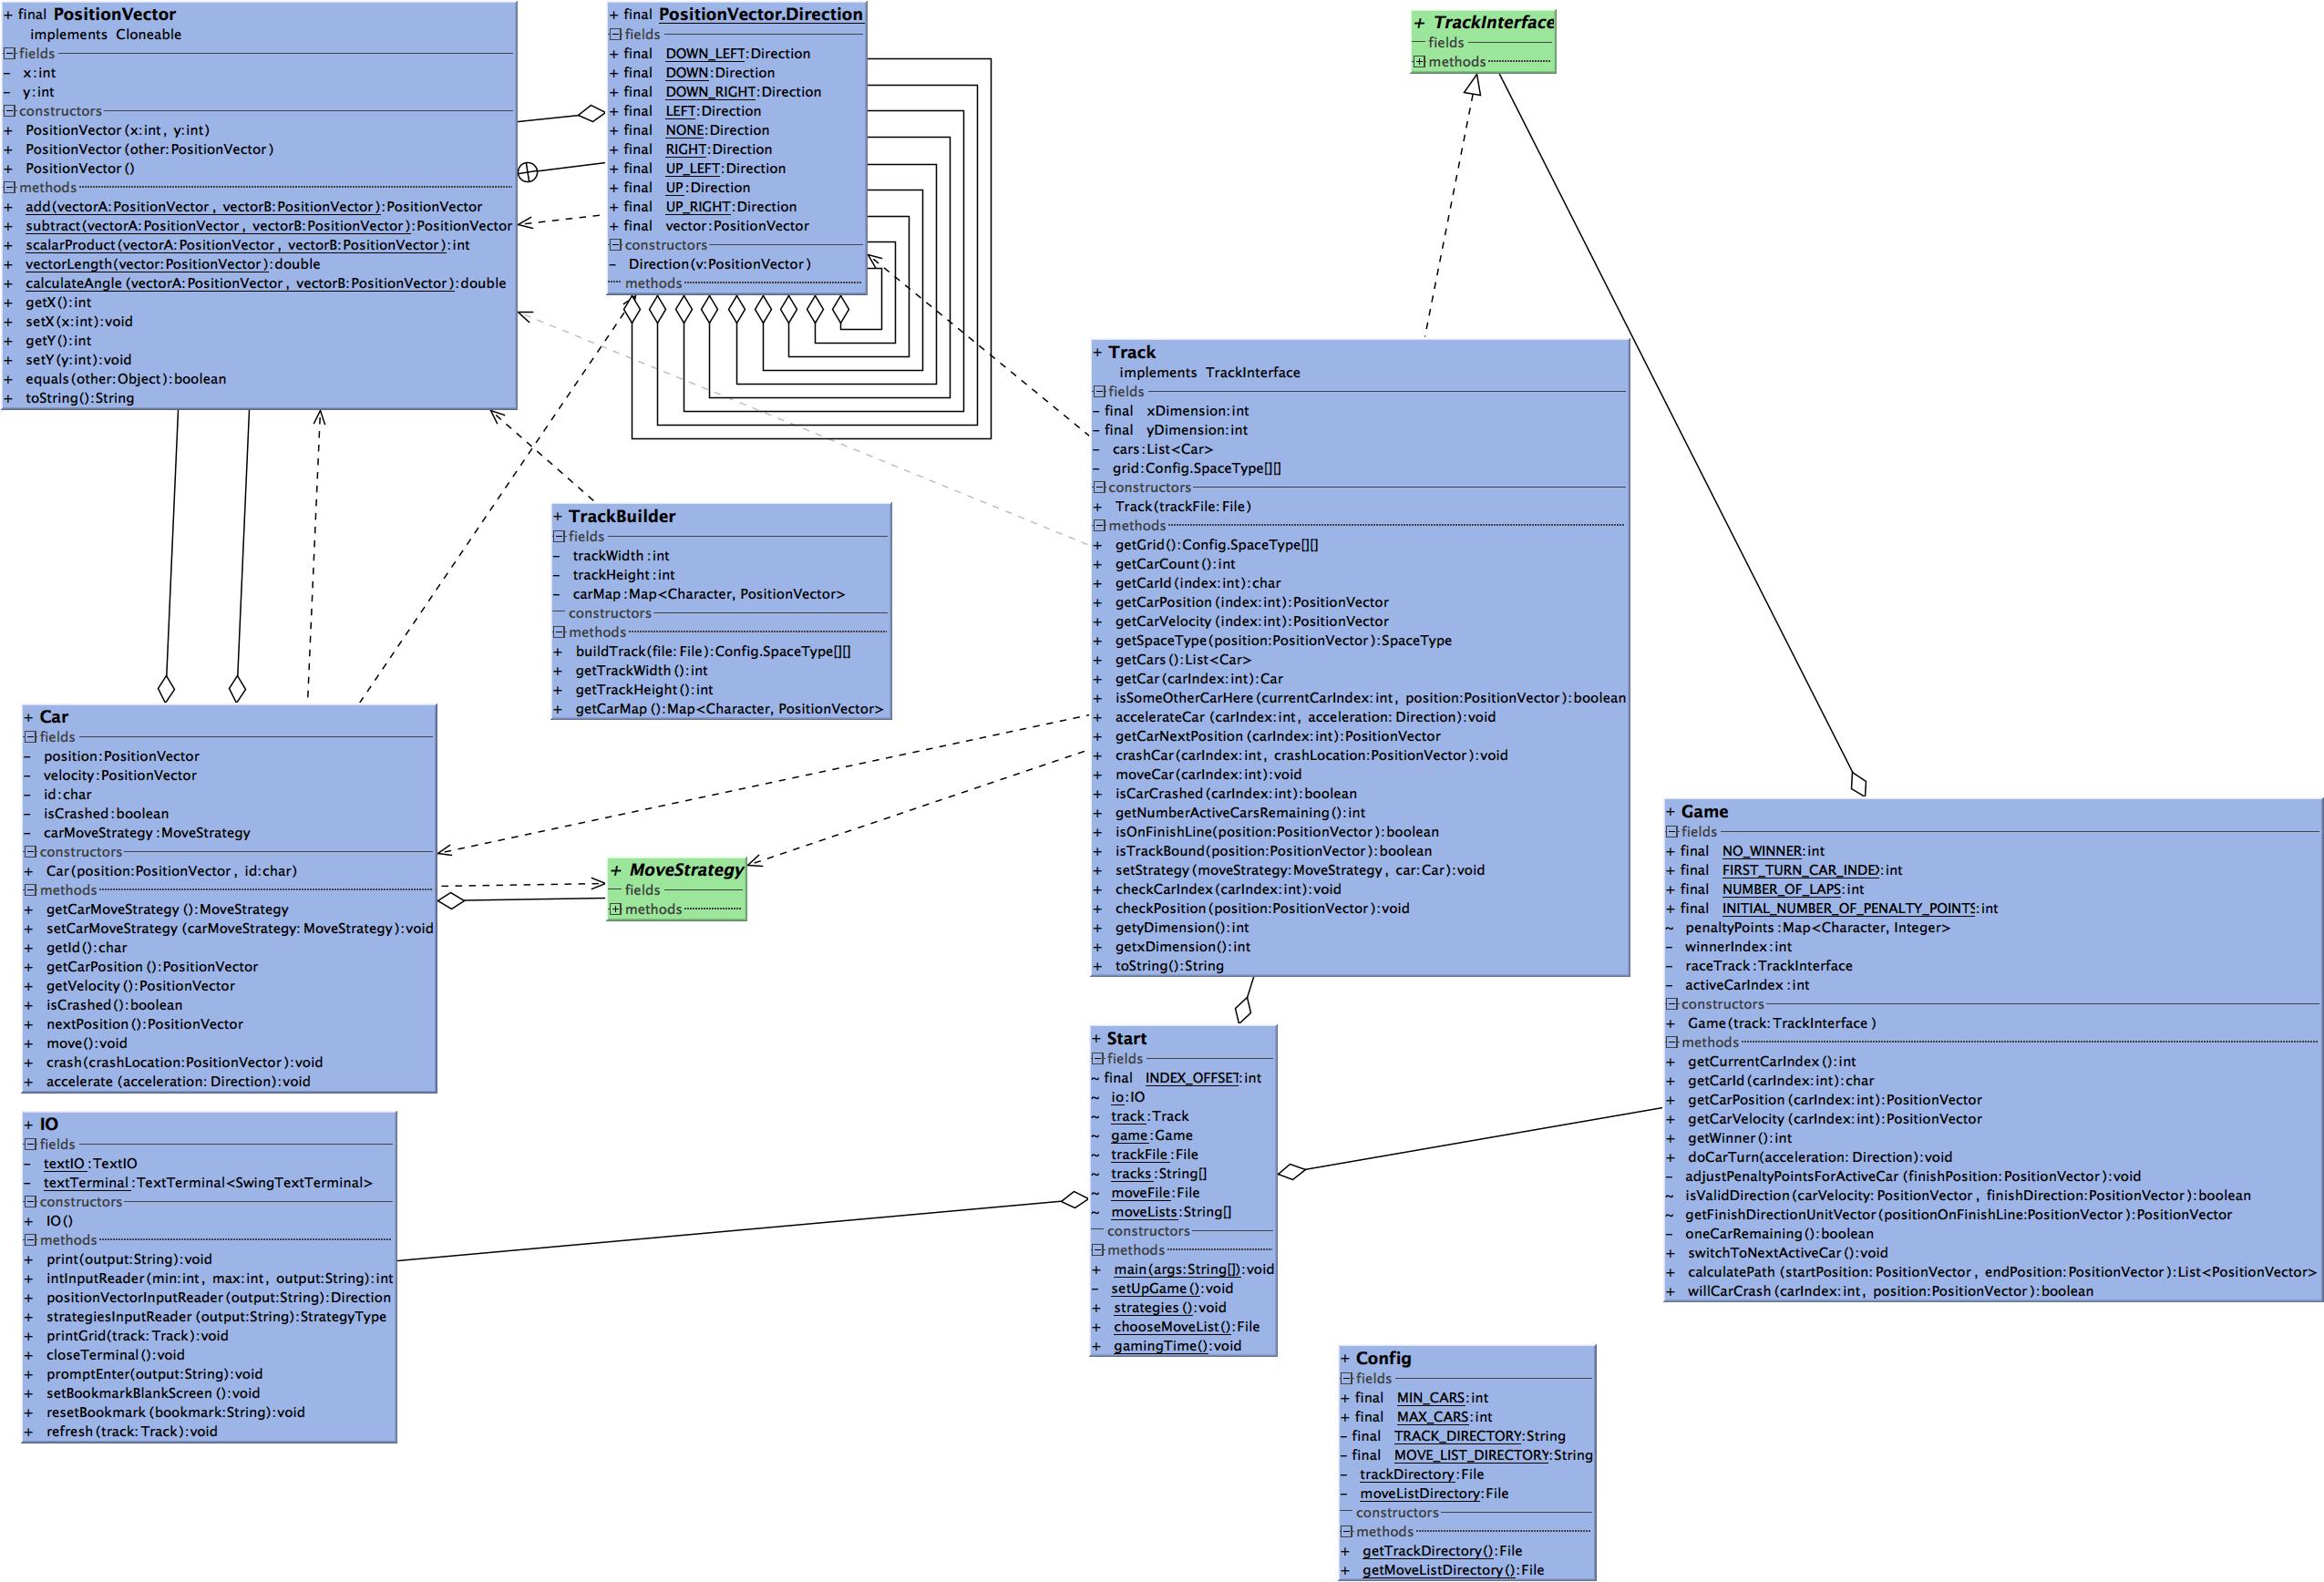 + final PositionVector
implements Cloneable
fields
- x:int
- y:int
constructors
+ PositionVector(x:int, y:int)
+ PositionVector(other:PositionVector)
+ PositionVector()
methods
+ add(vectorA:PositionVector, vectorB:PositionVector):PositionVector
+ subtract(vectorA:PositionVector, vectorB:PositionVector):PositionVector
+ scalarProduct(vectorA:PositionVector, vectorB:PositionVector):int
+ vectorLength(vector:PositionVector):double
+ calculateAngle(vectorA:PositionVector, vectorB:PositionVector):double
+ getX():int
+ setX(x:int):void
+ getY():int
+ setY(y:int):void
+ equals(other:Object):boolean
+ toString():String
+ final PositionVector.Direction
fields
+ final DOWN_LEFT:Direction
+ final DOWN:Direction
+ final DOWN_RIGHT:Direction
+ final LEFT:Direction
+ final NONE:Direction
+ final RIGHT:Direction
+ final UP_LEFT:Direction
+ final UP:Direction
+ final UP_RIGHT:Direction
+ final vector:PositionVector
constructors
- Direction(v:PositionVector)
methods
+ TrackInterface
fields
methods
+ Track
implements TrackInterface
fields
- final xDimension:int
- final yDimension:int
- cars:List<Car>
- grid:Config.SpaceType[][]
constructors
+ Track(trackFile:File)
methods
+ getGrid():Config.SpaceType[][]
+ getCarCount():int
+ getCarId(index:int):char
+ getCarPosition(index:int):PositionVector
+ getCarVelocity(index:int):PositionVector
+ getSpaceType(position:PositionVector):SpaceType
+ getCars():List<Car>
+ getCar(carIndex:int):Car
+ isSomeOtherCarHere(currentCarIndex:int, position:PositionVector):boolean
+ accelerateCar(carIndex:int, acceleration:Direction):void
+ getCarNextPosition(carIndex:int):PositionVector
+ crashCar(carIndex:int, crashLocation:PositionVector):void
+ moveCar(carIndex:int):void
+ isCarCrashed(carIndex:int):boolean
+ getNumberActiveCarsRemaining():int
+ isOnFinishLine(position:PositionVector):boolean
+ isTrackBound(position:PositionVector):boolean
+ setStrategy(moveStrategy:MoveStrategy, car:Car):void
+ checkCarIndex(carIndex:int):void
+ checkPosition(position:PositionVector):void
+ getyDimension():int
+ getxDimension():int
+ toString():String
+ TrackBuilder
fields
- trackWidth:int
- trackHeight:int
- carMap:Map<Character, PositionVector>
constructors
methods
+ buildTrack(file:File):Config.SpaceType[][]
+ getTrackWidth():int
+ getTrackHeight():int
+ getCarMap():Map<Character, PositionVector>
+ Car
fields
- position:PositionVector
- velocity:PositionVector
- id:char
- isCrashed:boolean
- carMoveStrategy:MoveStrategy
constructors
+ Car(position:PositionVector, id:char)
methods
+ getCarMoveStrategy():MoveStrategy
+ setCarMoveStrategy(carMoveStrategy:MoveStrategy):void
+ getId():char
+ getCarPosition():PositionVector
+ getVelocity():PositionVector
+ isCrashed():boolean
+ nextPosition():PositionVector
+ move():void
+ crash(crashLocation:PositionVector):void
+ accelerate(acceleration:Direction):void
+ MoveStrategy
fields
methods
+ Game
fields
+ final NO_WINNER:int
+ final FIRST_TURN_CAR_INDEX:int
+ final NUMBER_OF_LAPS:int
+ final INITIAL_NUMBER_OF_PENALTY_POINTS:int
~ penaltyPoints:Map<Character, Integer>
- winnerIndex:int
- raceTrack:TrackInterface
- activeCarIndex:int
constructors
+ Game(track:TrackInterface)
methods
+ getCurrentCarIndex():int
+ getCarId(carIndex:int):char
+ getCarPosition(carIndex:int):PositionVector
+ getCarVelocity(carIndex:int):PositionVector
+ getWinner():int
+ doCarTurn(acceleration:Direction):void
- adjustPenaltyPointsForActiveCar(finishPosition:PositionVector):void
~ isValidDirection(carVelocity:PositionVector, finishDirection:PositionVector):boolean
~ getFinishDirectionUnitVector(positionOnFinishLine:PositionVector):PositionVector
- oneCarRemaining():boolean
+ switchToNextActiveCar():void
+ calculatePath(startPosition:PositionVector, endPosition:PositionVector):List<PositionVector>
+ willCarCrash(carIndex:int, position:PositionVector):boolean
+ Start
fields
~ final INDEX_OFFSET:int
~ io:IO
~ track:Track
~ game:Game
~ trackFile:File
~ tracks:String[]
~ moveFile:File
~ moveLists:String[]
constructors
methods
+ main(args:String[]):void
- setUpGame():void
+ strategies():void
+ chooseMoveList():File
+ gamingTime():void
+ IO
fields
- textIO:TextIO
- textTerminal:TextTerminal<SwingTextTerminal>
constructors
+ IO()
methods
+ print(output:String):void
+ intInputReader(min:int, max:int, output:String):int
+ positionVectorInputReader(output:String):Direction
+ strategiesInputReader(output:String):StrategyType
+ printGrid(track:Track):void
+ closeTerminal():void
+ promptEnter(output:String):void
+ setBookmarkBlankScreen():void
+ resetBookmark(bookmark:String):void
+ refresh(track:Track):void
+ Config
fields
+ final MIN_CARS:int
+ final MAX_CARS:int
- final TRACK_DIRECTORY:String
- final MOVE_LIST_DIRECTORY:String
- trackDirectory:File
- moveListDirectory:File
constructors
methods
+ getTrackDirectory():File
+ getMoveListDirectory():File